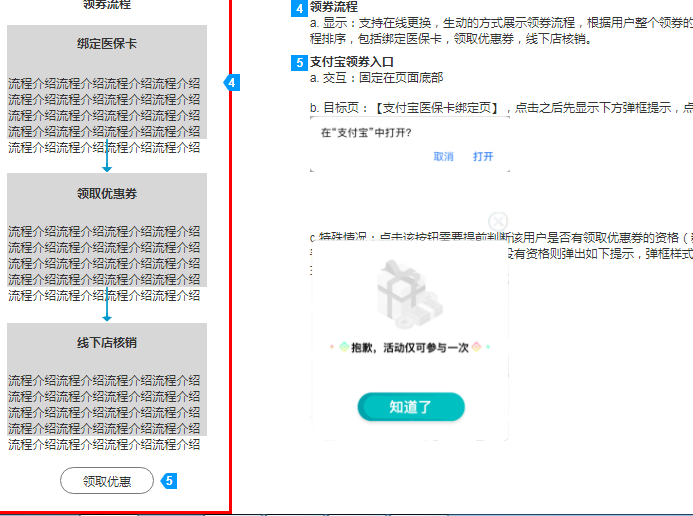 领券流程
绑定医保卡
流程介绍流程介绍流程介绍流程介绍
流程介绍流程介绍流程介绍流程介绍
流程介绍流程介绍流程介绍流程介绍
流程介绍流程介绍流程介绍流程介绍
流程介绍流程介绍流程介绍流程介绍
4
领取优惠券
流程介绍流程介绍流程介绍流程介绍
流程介绍流程介绍流程介绍流程介绍
流程介绍流程介绍流程介绍流程介绍
流程介绍流程介绍流程介绍流程介绍
流程介绍流程介绍流程介绍流程介绍
线下店核销
流程介绍流程介绍流程介绍流程介绍
流程介绍流程介绍流程介绍流程介绍
流程介绍流程介绍流程介绍流程介绍
流程介绍流程介绍流程介绍流程介绍
流程介绍流程介绍流程介绍流程介绍
领取优惠
5
4 领券流程
a. 显示：支持在线更换，生动的方式展示领券流程，根据用户整个领券的
程排序，包括绑定医保卡，领取优惠券，线下店核销。
5 支付宝领券入口
a. 交互：固定在页面底部
b. 目标页：【支付宝医保卡绑定页】，点击之后先显示下方弹框提示，点
在“支付宝”中打开?
取消 打开
c 特殊情况：点击该按钮需要提前判断该用户是否有领取优惠券的资格（
没有资格则弹出如下提示，弹框样式
抱歉，活动仅可参与一次
知道了